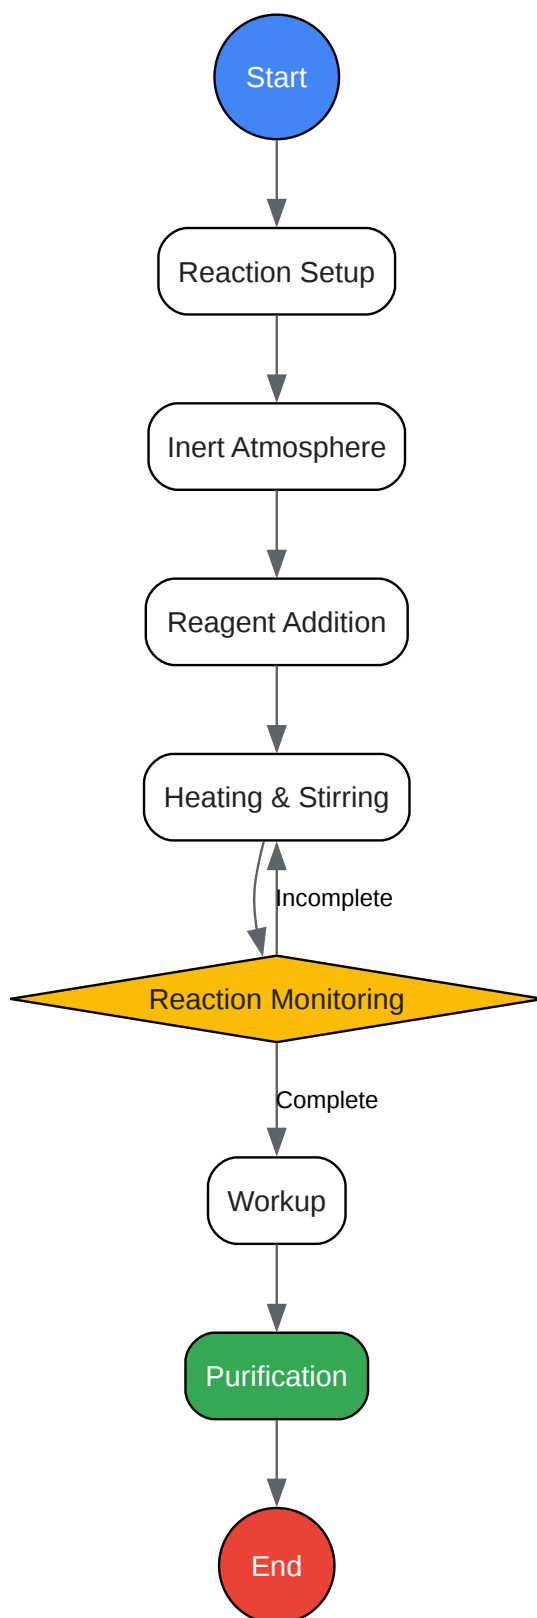 Start
Reaction Setup
Inert Atmosphere
Reagent Addition
Heating & Stirring
Incomplete
Reaction Monitoring
Complete
Workup
Purification
End